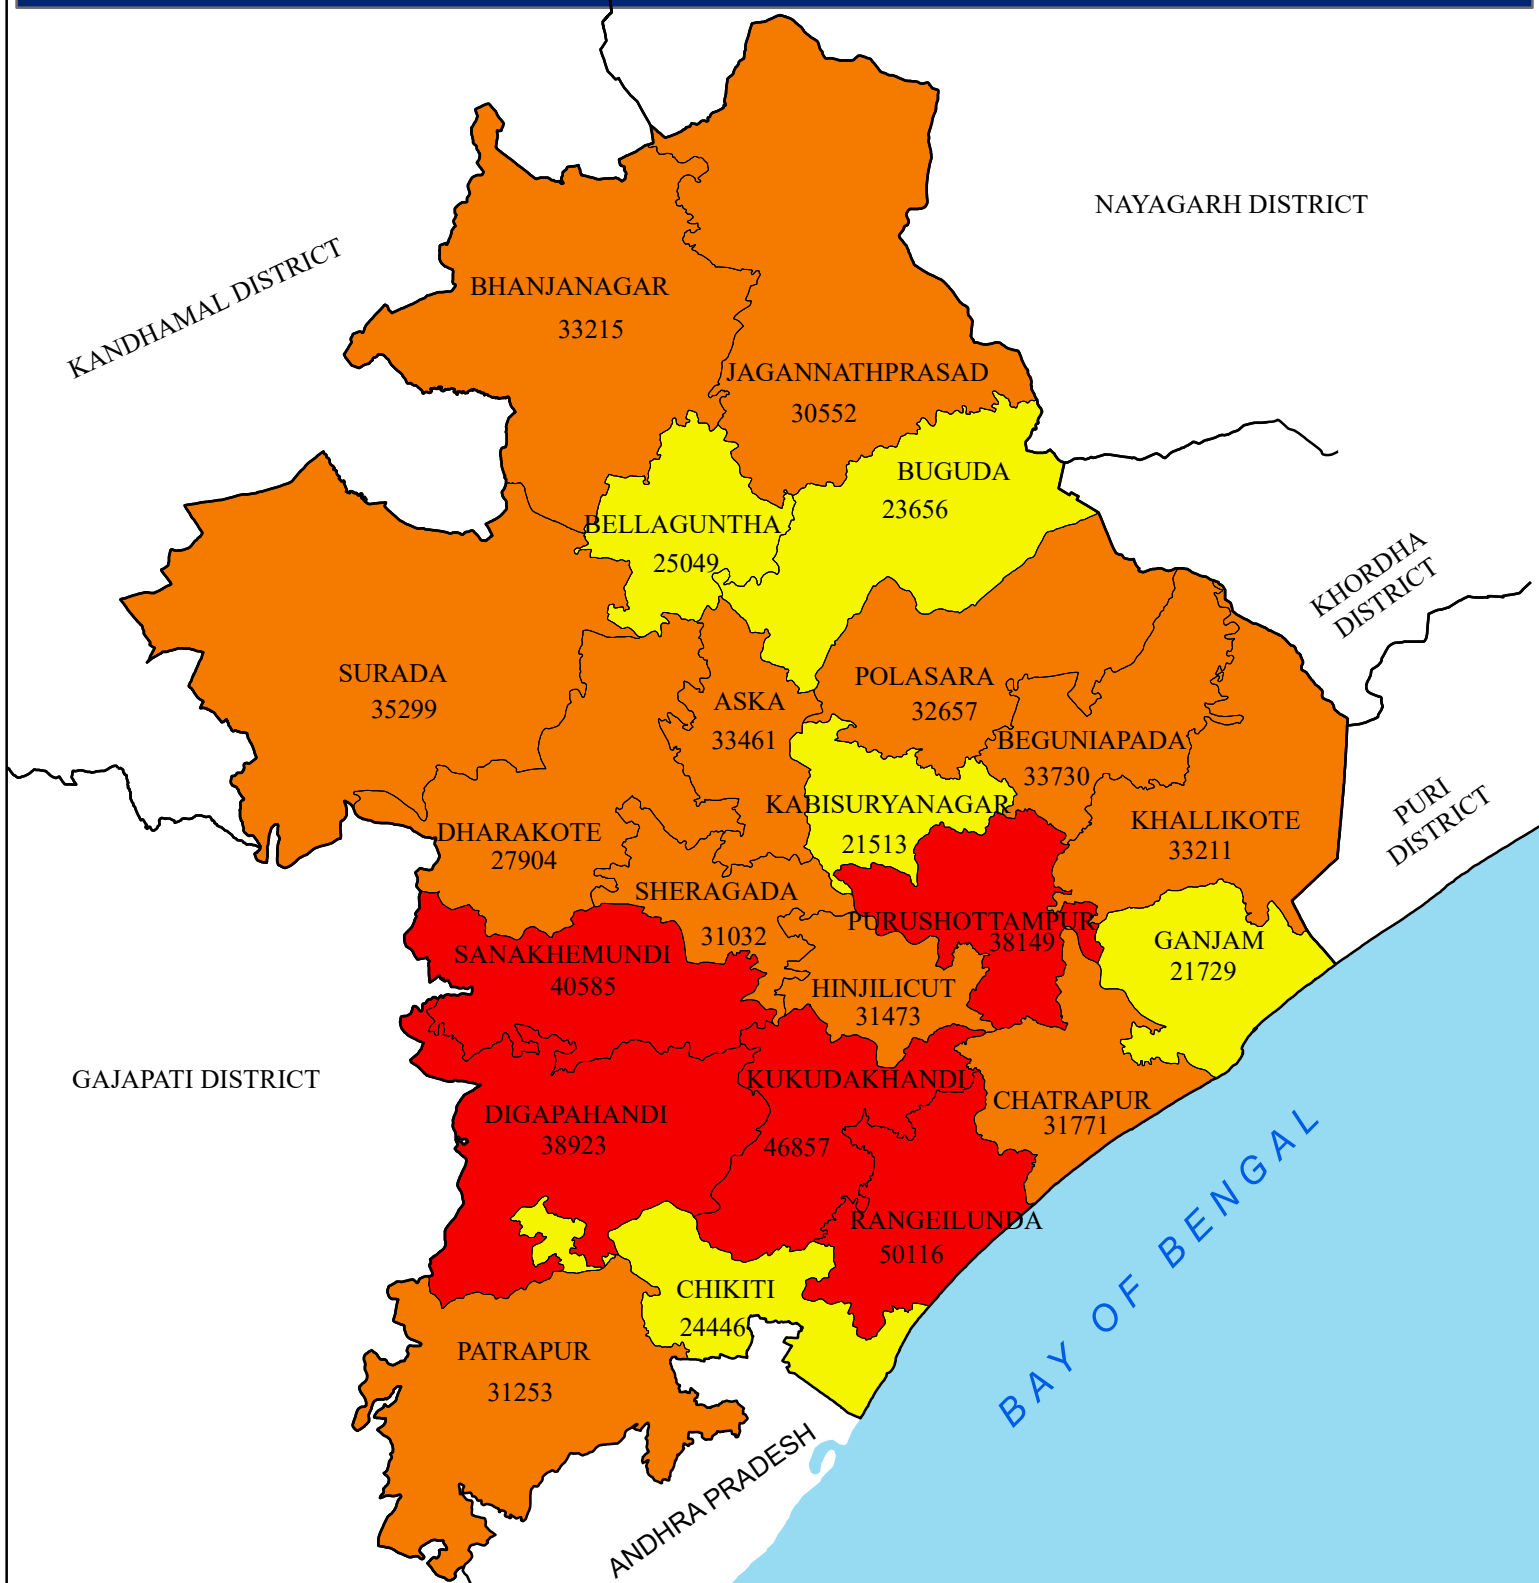 NAYAGARH DISTRICT
KANDHAMAL DISTRICT
BHANJANAGAR
33215
JAGANNATHPRASAD
30552
BUGUDA
23656
BELLAGUNTHA
25049
KHORDHA
DISTRICT
SURADA
35299
ASKA
33461
POLASARA
32657
BEGUNIAPADA
33730
KABISURYANAGAR
21513
KHALLIKOTE
33211
PURI
DISTRICT
DHARAKOTE
27904
SHERAGADA
31032
PURUSHOTTAMPUR
38149
GANJAM
21729
SANAKHEMUNDI
40585
HINJILICUT
31473
GAJAPATI DISTRICT
KUKUDAKHANDI
46857
CHATRAPUR
31771
DIGAPAHANDI
38923
RANGEILUNDA
50116
CHIKITI
24446
PATRAPUR
31253
BAY OF BENGAL
ANDHRA PRADESH